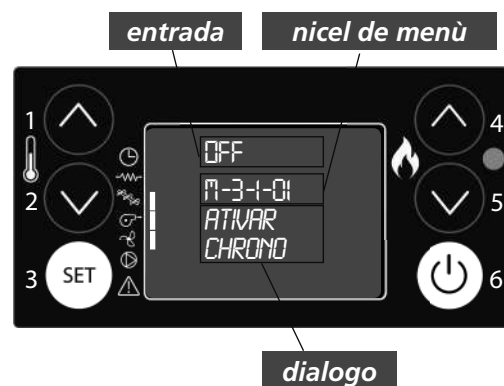 entrada
nicel de menù
1
4
OFF
M-3-1-01
2
5
ATIVAR
CHRONO
3
SET
6
dialogo